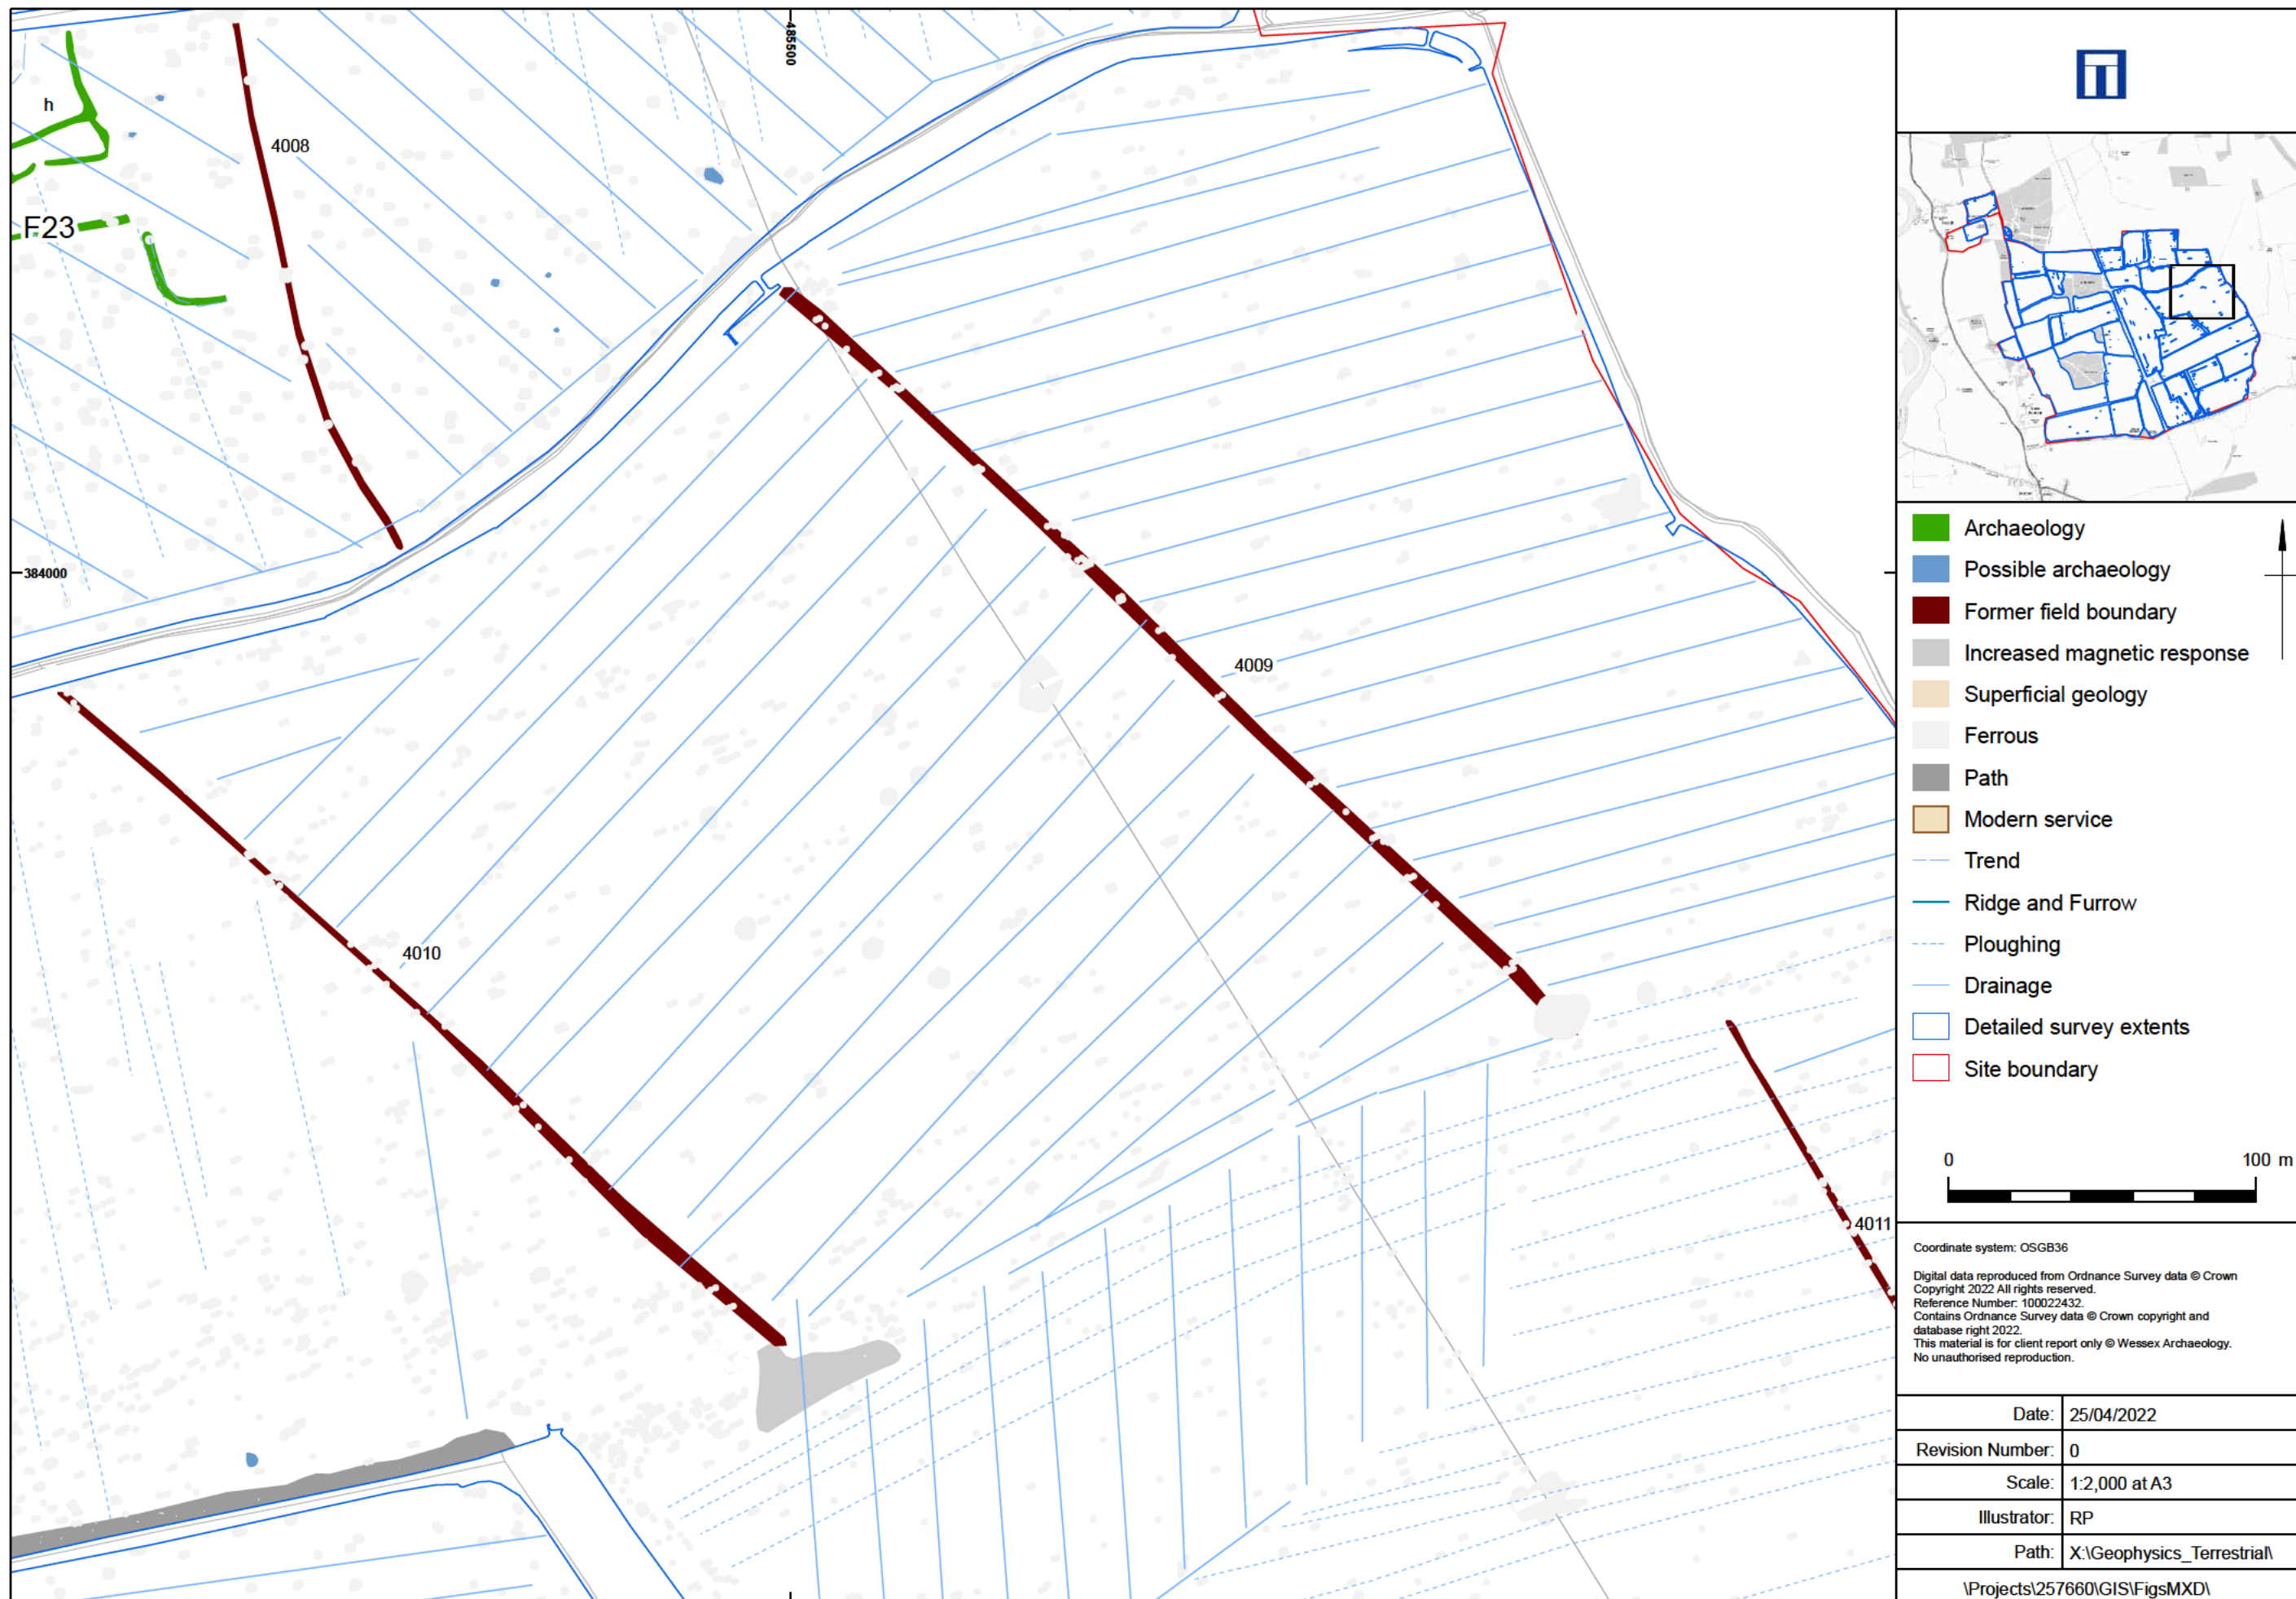 485500
h
4008
F23
384000
4009
4010
4011
Archaeology
Possible archaeology
Former field boundary
Increased magnetic response
Superficial geology
Ferrous
Path
Modern service
Trend
Ridge and Furrow
Ploughing
Drainage
Detailed survey extents
Site boundary
0 100 m
Coordinate system: OSGB36
Digital data reproduced from Ordnance Survey data © Crown
Copyright 2022 All rights reserved.
Reference Number: 100022432.
Contains Ordnance Survey data © Crown copyright and
database right 2022.
This material is for client report only © Wessex Archaeology.
No unauthorised reproduction.
Date: 25/04/2022
Revision Number: 0
Scale: 1:2,000 at A3
Illustrator: RP
Path: X:\Geophysics_Terrestrial\
\Projects\257660\GIS\FigsMXD\